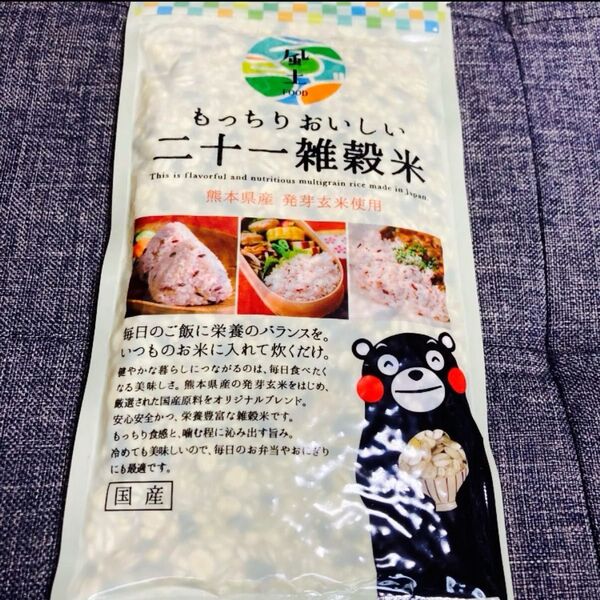 風土
FOOD
もっちりおいしい
二十一雑穀米
This is flavorful and nutritious multigrain rice made in Japan
熊本県産 発芽玄米使用
毎日のご飯に栄養のバランスを。
いつものお米に入れて炊くだけ。
健やかな暮らしにつながるのは、毎日食べたく
なる美味しさ。熊本県産の発芽玄米をはじめ、
厳選された国産原料をオリジナルブレンド。
安心安全かつ、栄養豊富な雑穀米です。
もっちり食感と、噛む程に沁み出す旨み。
冷めても美味しいので、毎日のお弁当やおにぎり
にも最適です。
国産